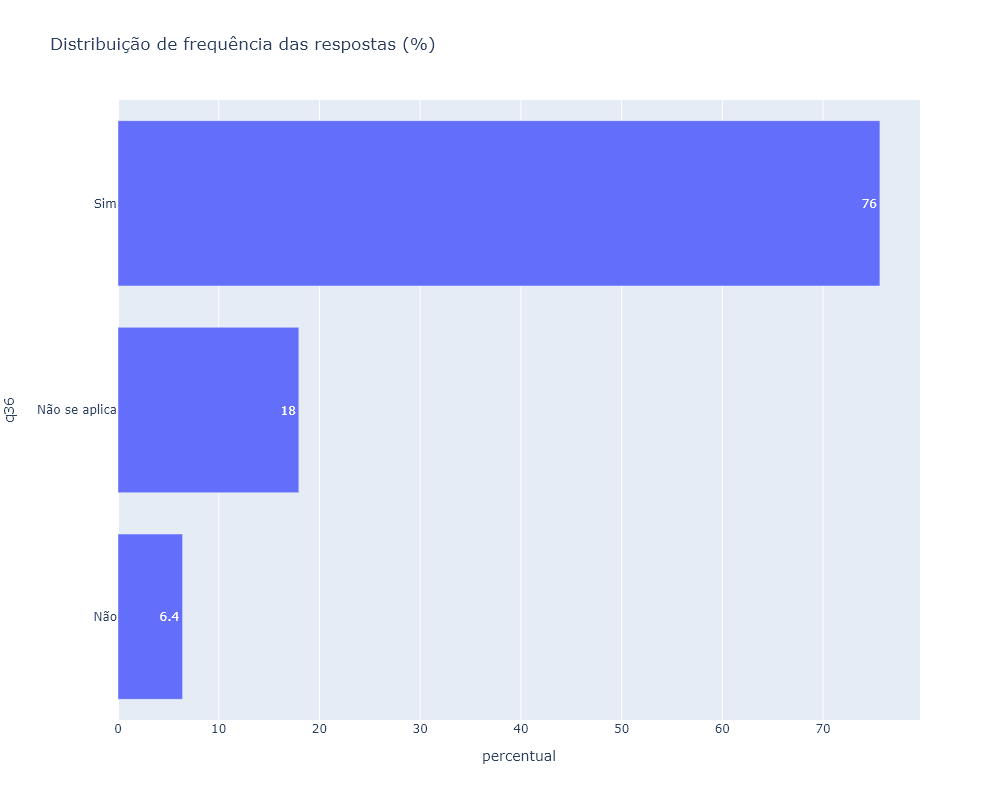 Distribuição de frequência das respostas (%)
Sim
76
Não se aplica
18
Não
6.4
q36
0 10 20 30 40 50 60 70
percentual